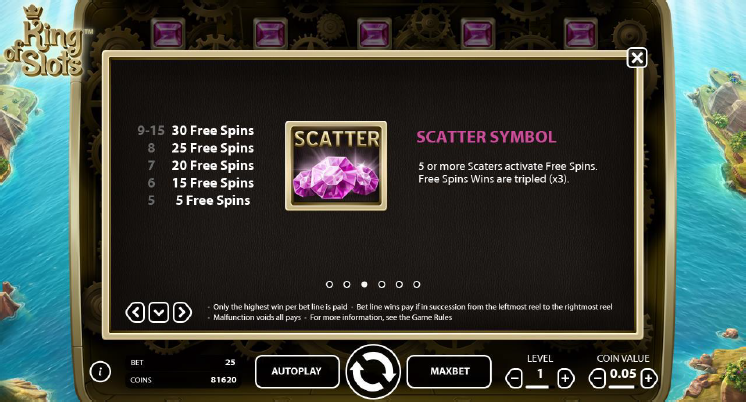 King
of Slots™
9-15 30 Free Spins
8 25 Free Spins
7 20 Free Spins
6 15 Free Spins
5 5 Free Spins
SCATTER
SCATTER SYMBOL
5 or more Scaters activate Free Spins.
Free Spins Wins are tripled (x3).
- Only the highest win per bet line is paid - Bet line wins pay if in succession from the leftmost reel to the rightmost reel
- Malfunction voids all pays - For more information, see the Game Rules
i
BET 25
COINS 81620
AUTOPLAY
MAXBET
LEVEL
- 1 +
COIN VALUE
- 0.05 +